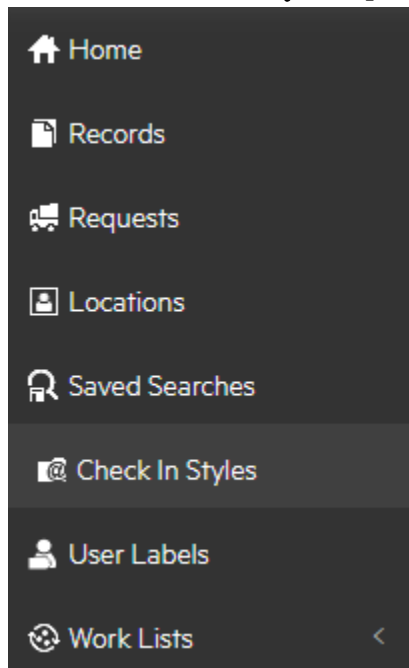 Home
Records
Requests
Locations
Saved Searches
Check In Styles
User Labels
Work Lists